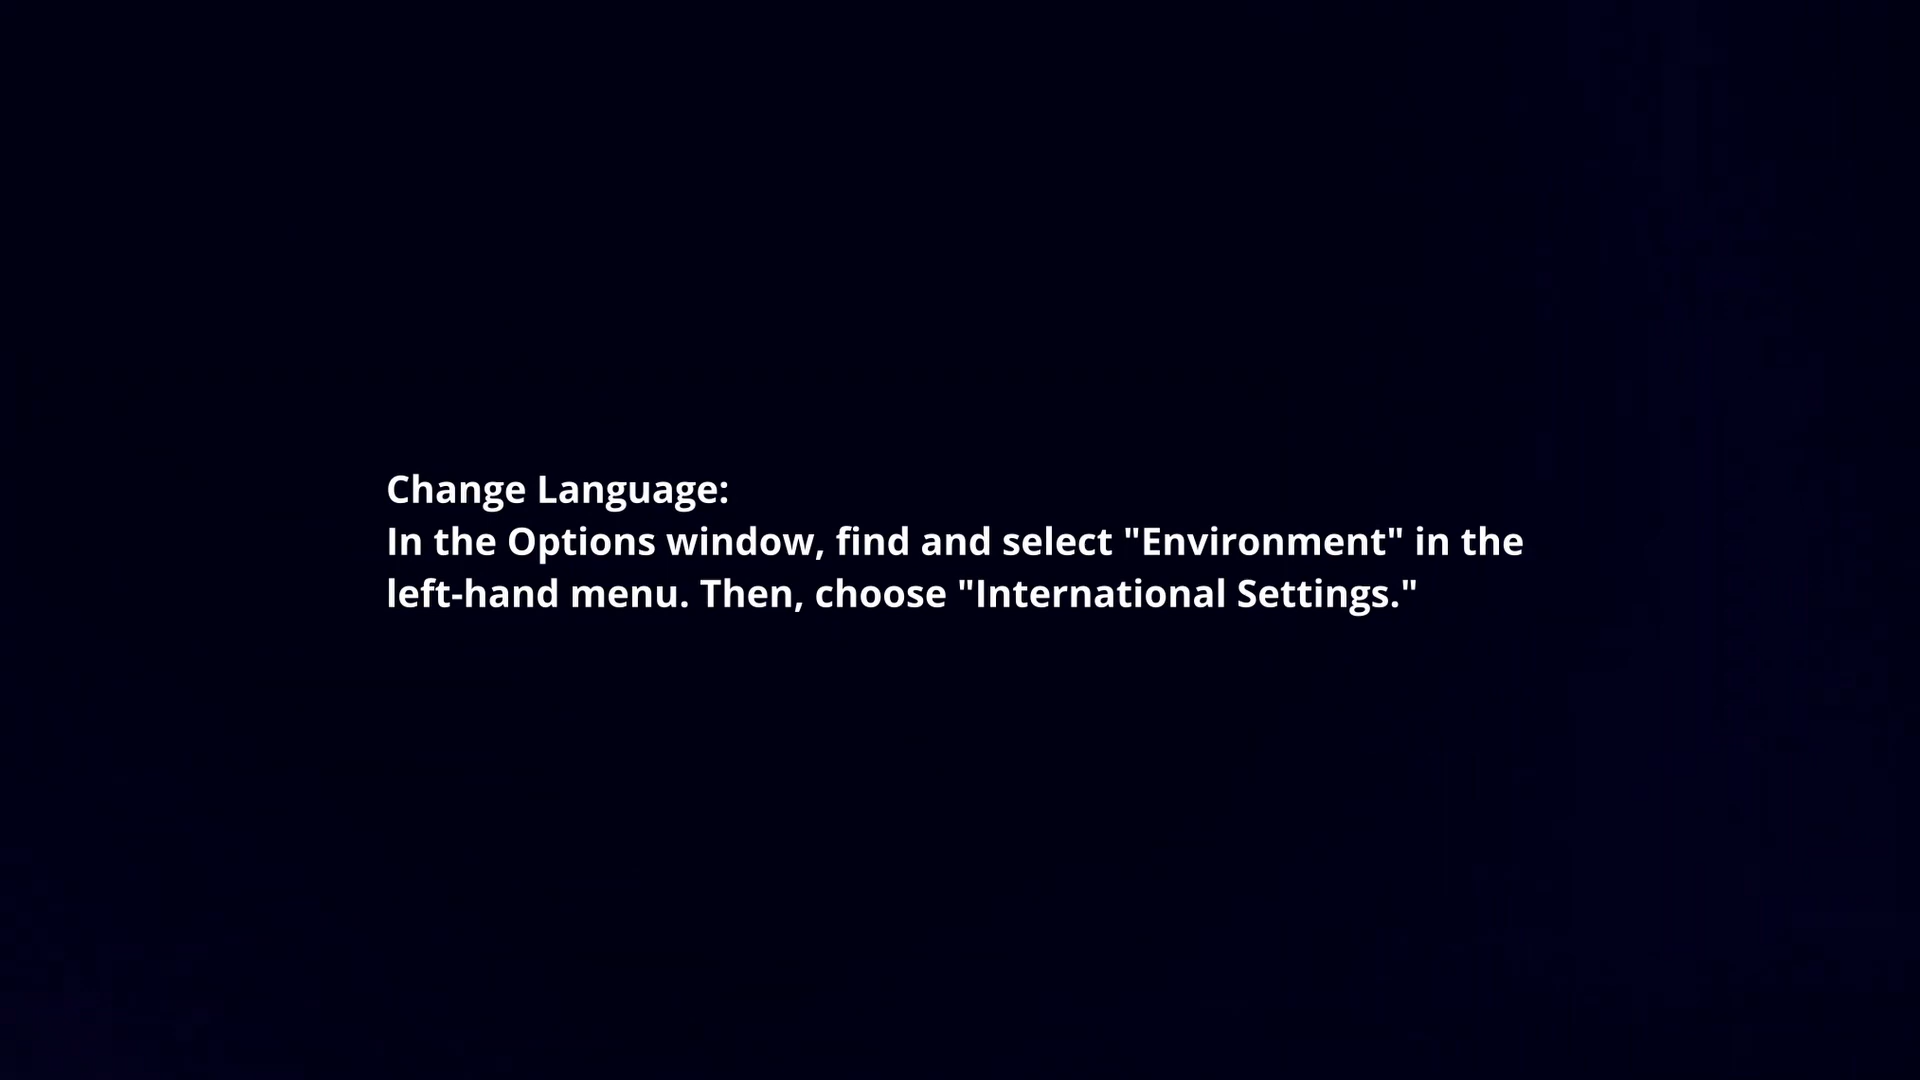 Change Language:
In the Options window, find and select "Environment" in the
left-hand menu. Then, choose "International Settings."